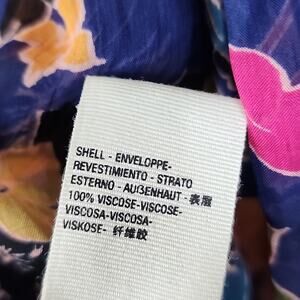 SHELL - ENVELOPPE-
REVESTIMIENTO - STRATO
ESTERNO - AUßENHAUT - 表層
100% VISCOSE-VISCOSE-
VISCOSA-VISCOSA-
VISKOSE- 纤维胶